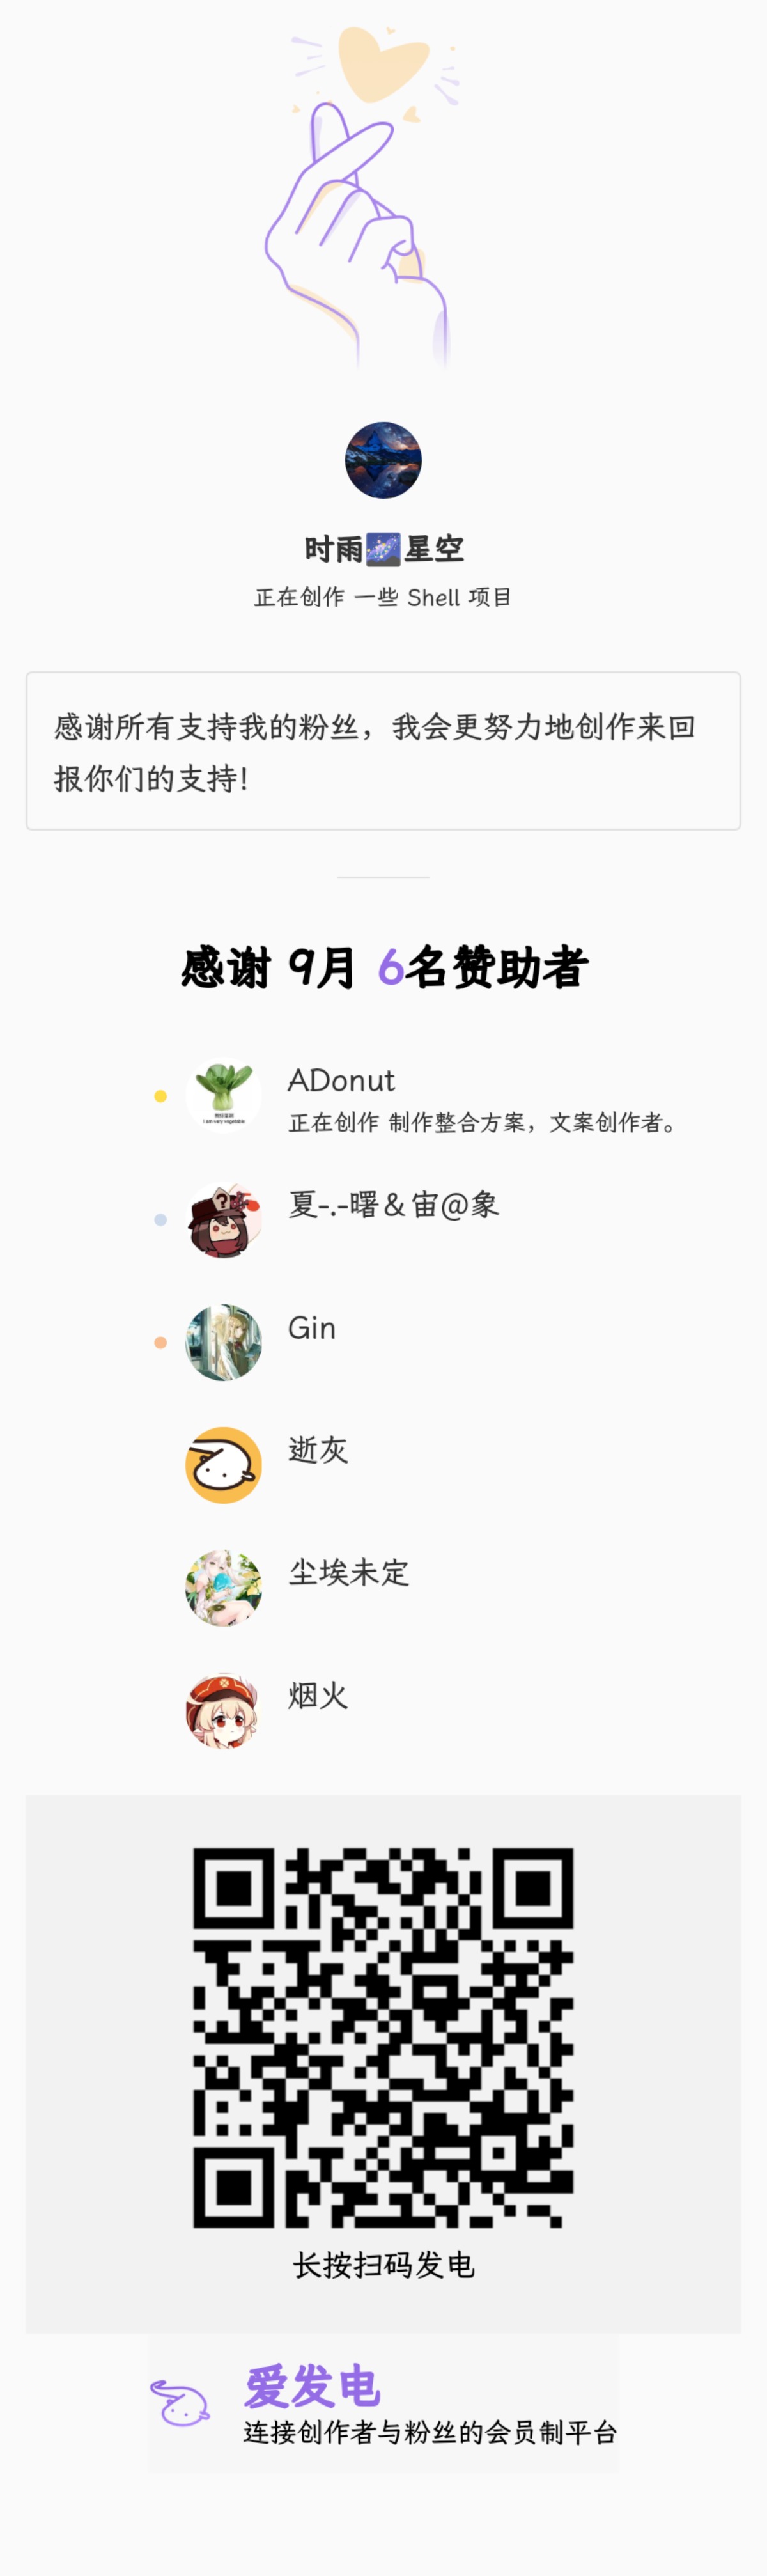 时雨🌌星空
正在创作 一些 Shell 项目
感谢所有支持我的粉丝，我会更努力地创作来回
报你们的支持！
感谢 9月 6名赞助者
ADonut
正在创作 制作整合方案，文案创作者。
夏-.-曙＆宙@象
Gin
逝灰
尘埃未定
烟火
长按扫码发电
爱发电
连接创作者与粉丝的会员制平台